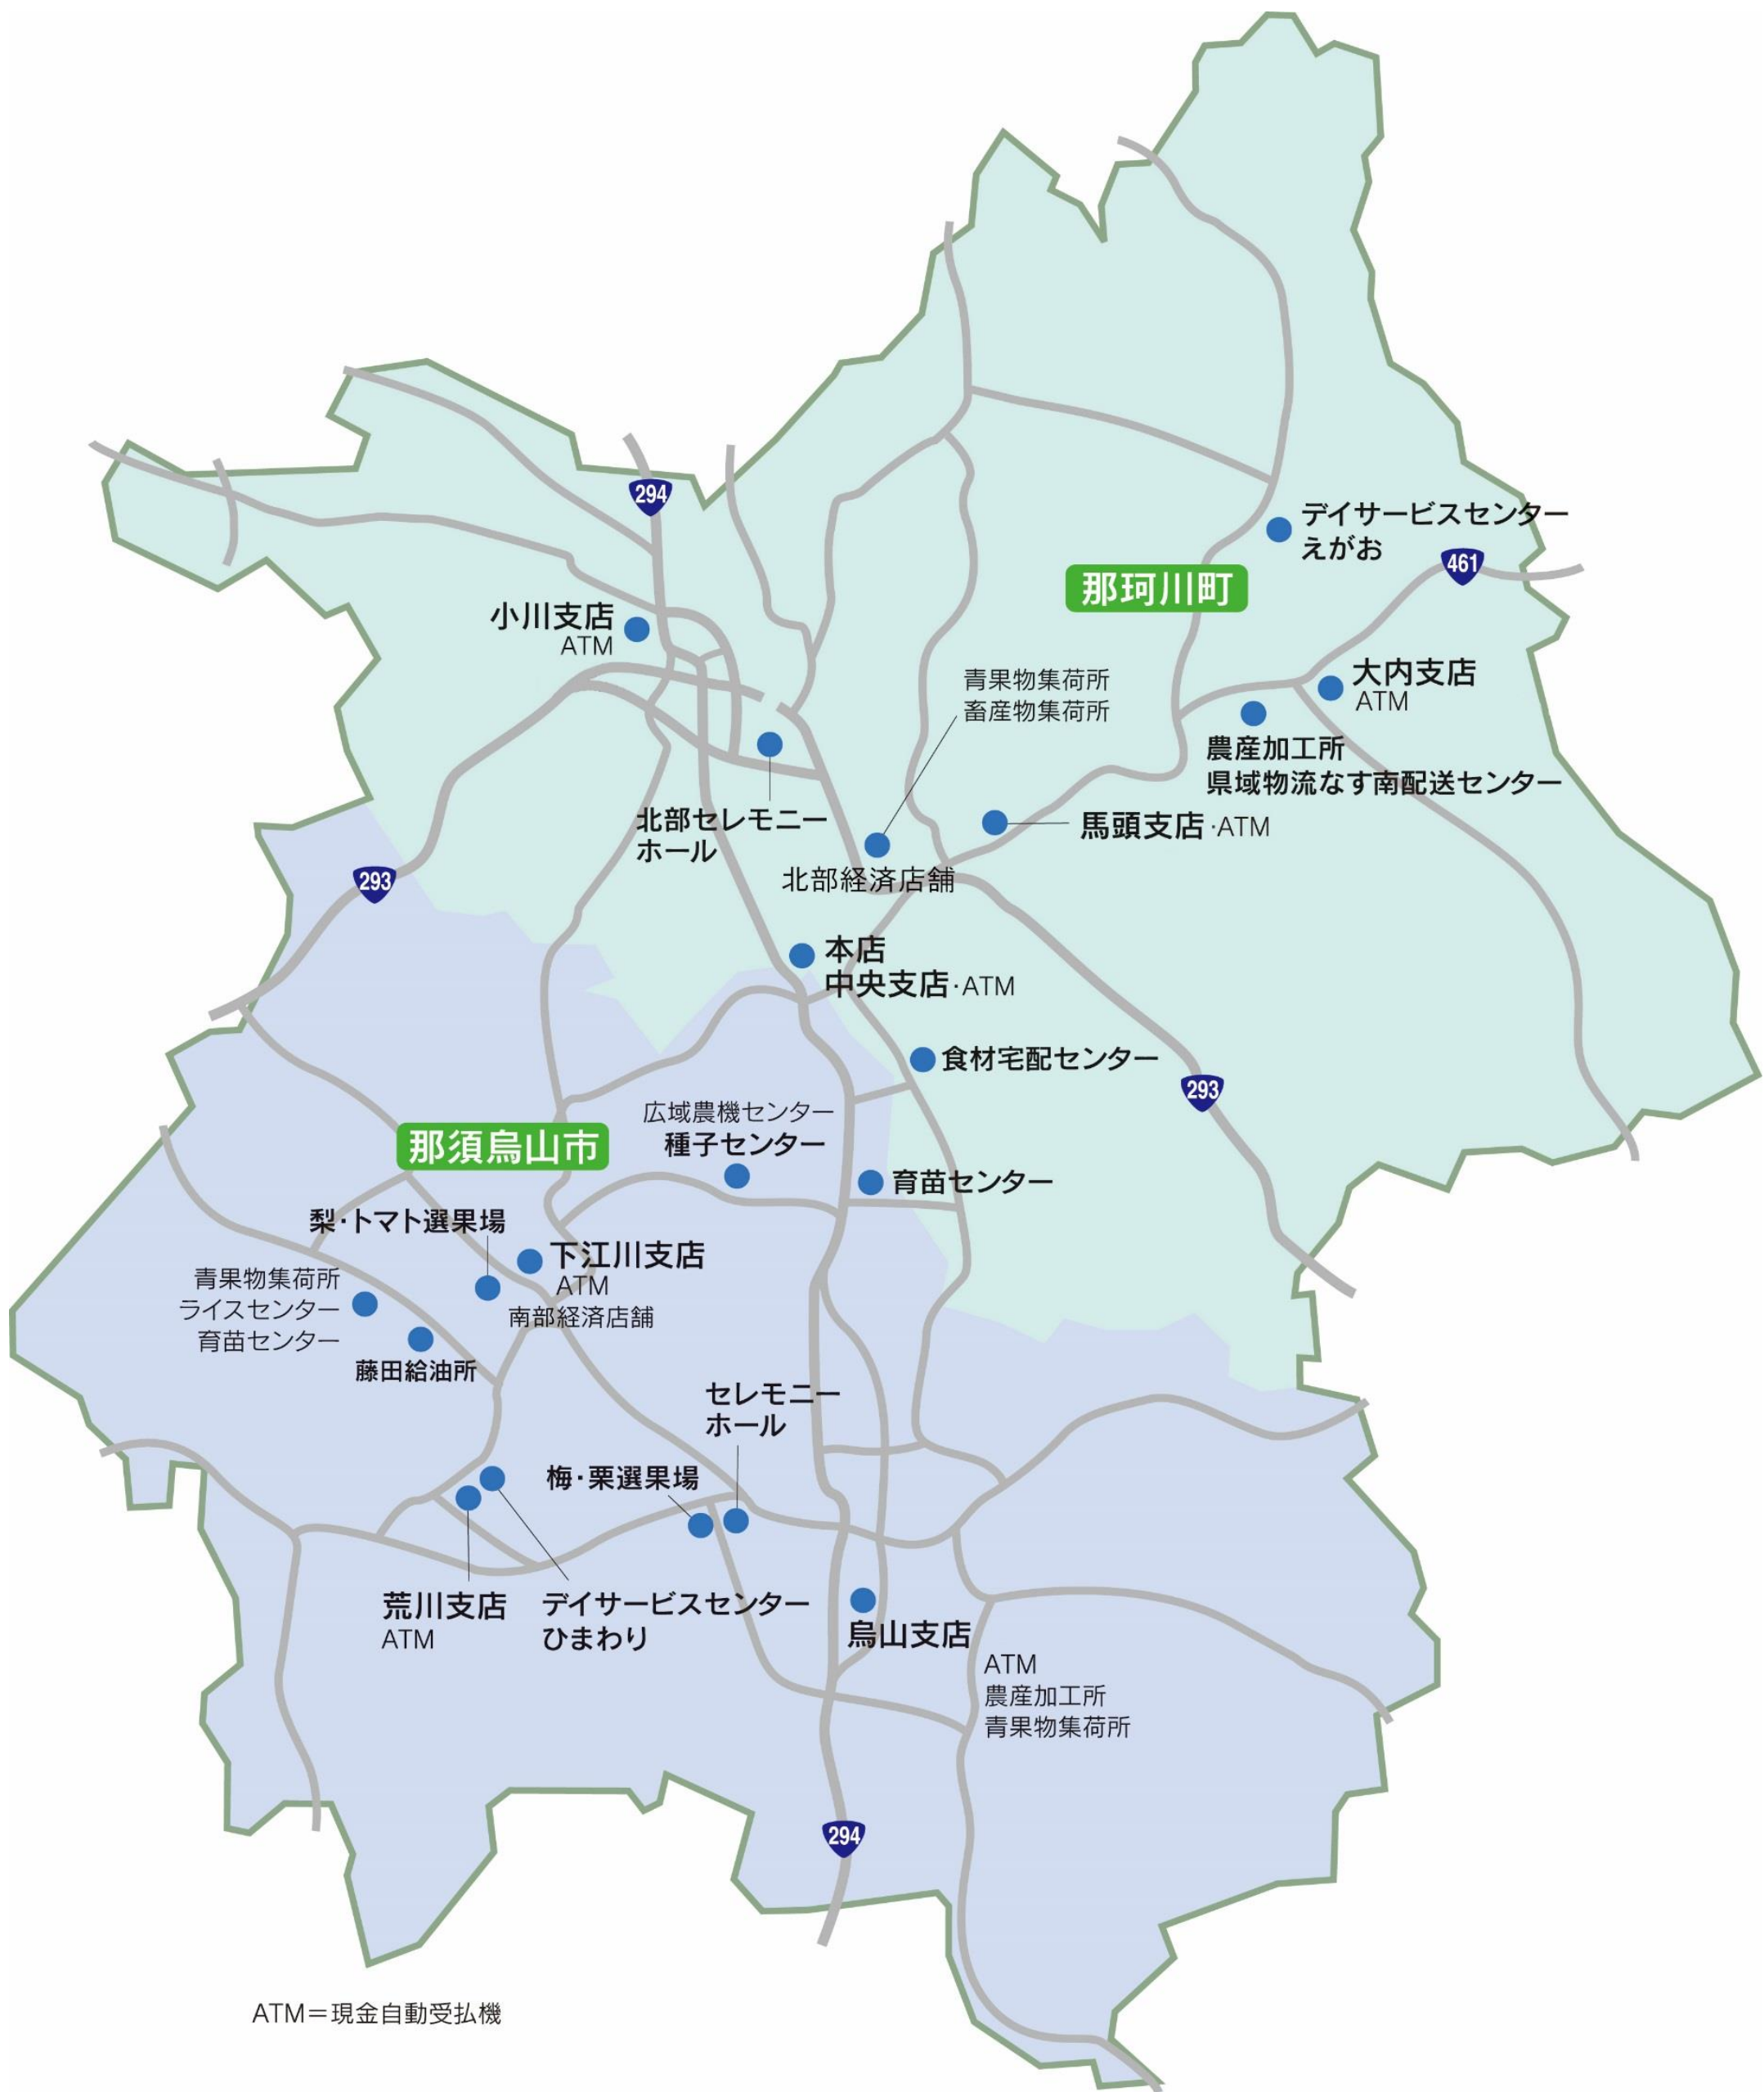 294
デイサービスセンター
えがお
461
那珂川町
小川支店
ATM
青果物集荷所
畜産物集荷所
大内支店
ATM
農産加工所
県域物流なす南配送センター
北部セレモニー
ホール
馬頭支店・ATM
293
北部経済店舗
本店
中央支店・ATM
食材宅配センター
293
広域農機センター
種子センター
那須烏山市
育苗センター
梨・トマト選果場
下江川支店
ATM
南部経済店舗
青果物集荷所
ライスセンター
育苗センター
藤田給油所
セレモニー
ホール
梅・栗選果場
荒川支店
ATM
デイサービスセンター
ひまわり
烏山支店
ATM
農産加工所
青果物集荷所
294
ATM＝現金自動受払機